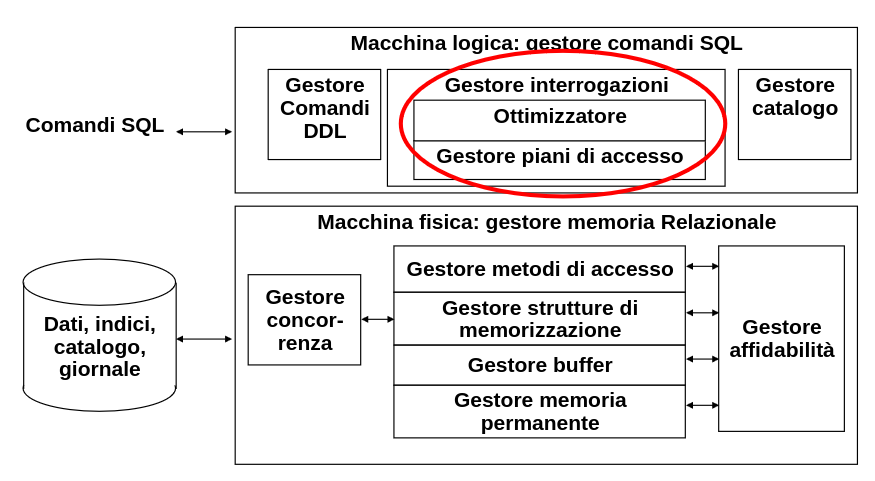 Macchina logica: gestore comandi SQL
Gestore
Comandi
DDL
Gestore interrogazioni
Ottimizzatore
Gestore piani di accesso
Gestore
catalogo
Comandi SQL
Macchina fisica: gestore memoria Relazionale
Gestore
concor-
renza
Gestore metodi di accesso
Gestore strutture di
memorizzazione
Gestore buffer
Gestore memoria
permanente
Gestore
affidabilità
Dati, indici,
catalogo,
giornale